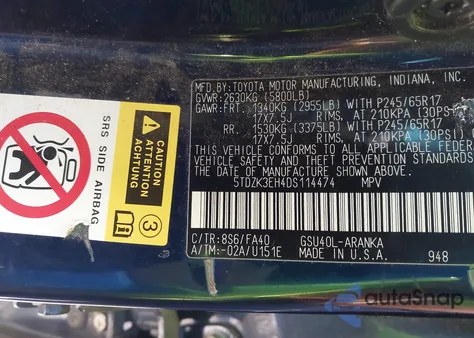 SRS SIDE AIRBAG
CAUTION
ATTENTION
ACHTUNG
3
MFD.BY:TOYOTA MOTOR MANUFACTURING, INDIANA, INC.
GVWR:2630KG (5800LB)
GAWR:FRT. 1340KG (2955LB) WITH P245/65R17
17X7.5J RIMS, AT 210KPA (30PSI)
RR. 1530KG (3375LB) WITH P245/65R17
17X7.5J RIMS, AT 210KPA (30PSI)
THIS VEHICLE CONFORMS TO ALL APPLICABLE FEDERAL
VEHICLE SAFETY AND THEFT PREVENTION STANDARDS
THE DATE OF MANUFACTURE SHOWN ABOVE.
5TDZK3EH4DS114474 MPV
C/TR:8S6/FA40 GSU40L-ARANKA
A/TM:-02A/U151E MADE IN U.S.A. 948
autoSnap